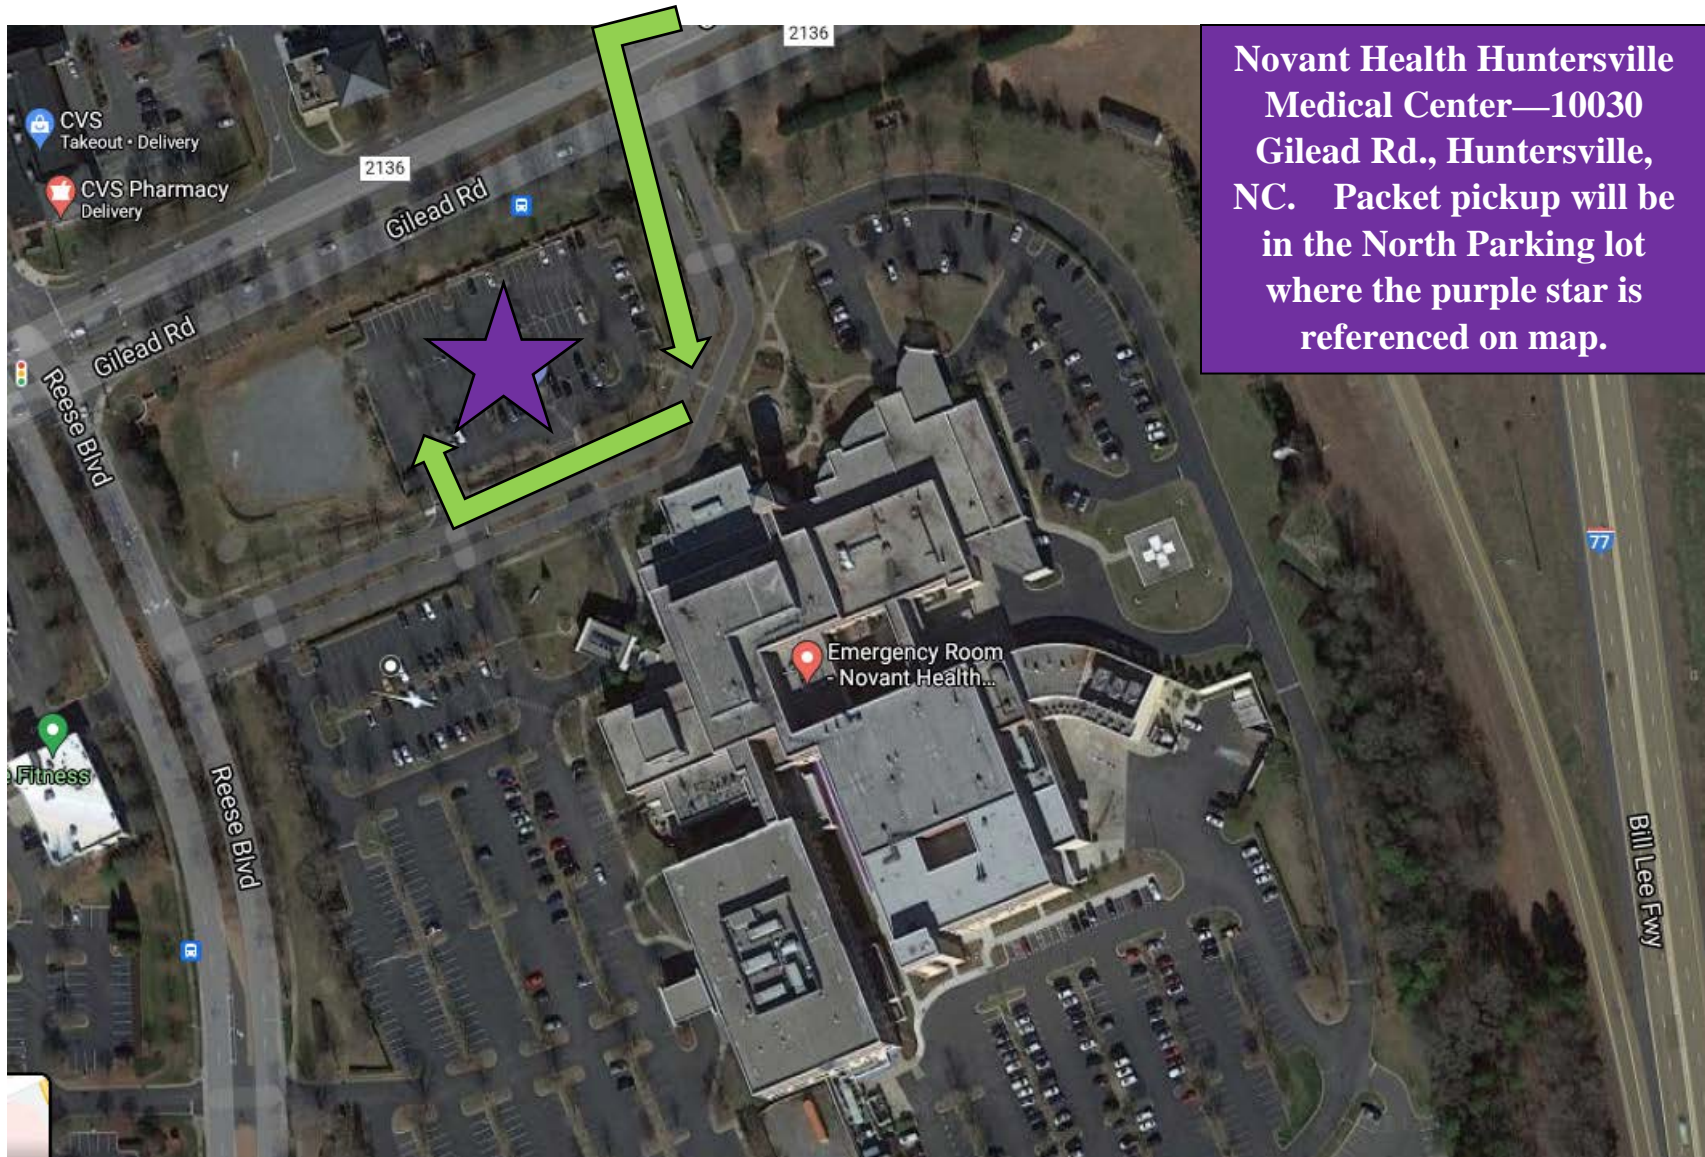 Novant Health Huntersville
Medical Center—10030
Gilead Rd., Huntersville,
NC. Packet pickup will be
in the North Parking lot
where the purple star is
referenced on map.
2136
CVS
Takeout • Delivery
2136
CVS Pharmacy
Delivery
Gilead Rd
Gilead Rd
Reese Blvd
77
Emergency Room
- Novant Health...
Fitness
Reese Blvd
Bill Lee Fwy